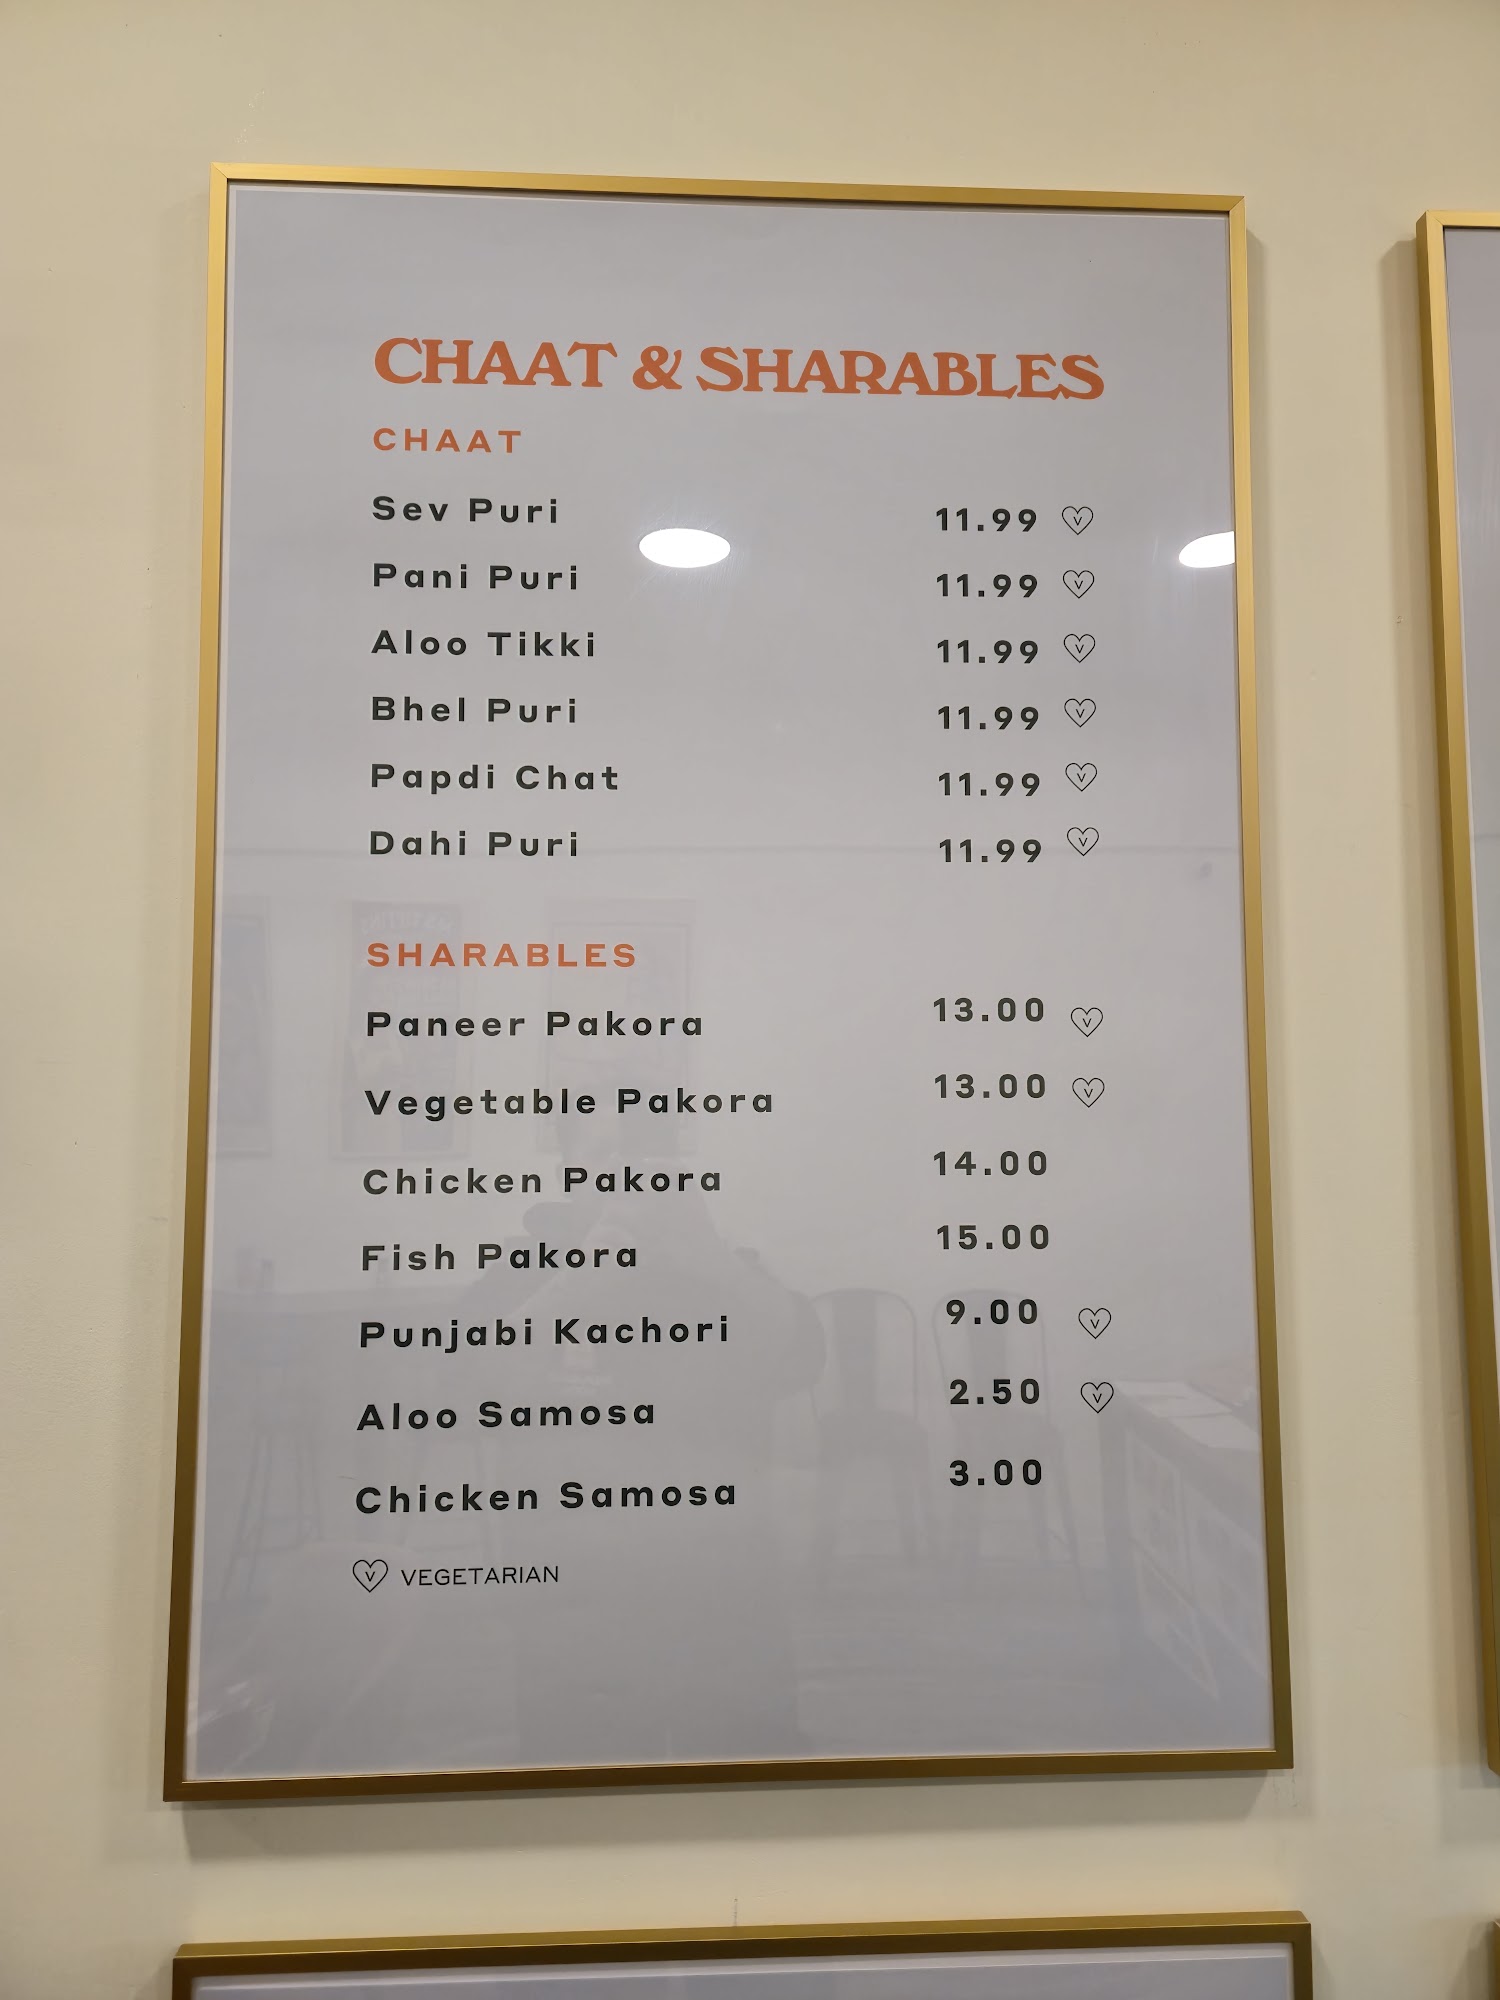 CHAAT & SHARABLES
CHAAT
Sev Puri 11.99 V
Pani Puri 11.99 V
Aloo Tikki 11.99 V
Bhel Puri 11.99 V
Papdi Chat 11.99 V
Dahi Puri 11.99 V
SHARABLES
Paneer Pakora 13.00 V
Vegetable Pakora 13.00 V
Chicken Pakora 14.00
Fish Pakora 15.00
Punjabi Kachori 9.00 V
Aloo Samosa 2.50 V
Chicken Samosa 3.00
V VEGETARIAN